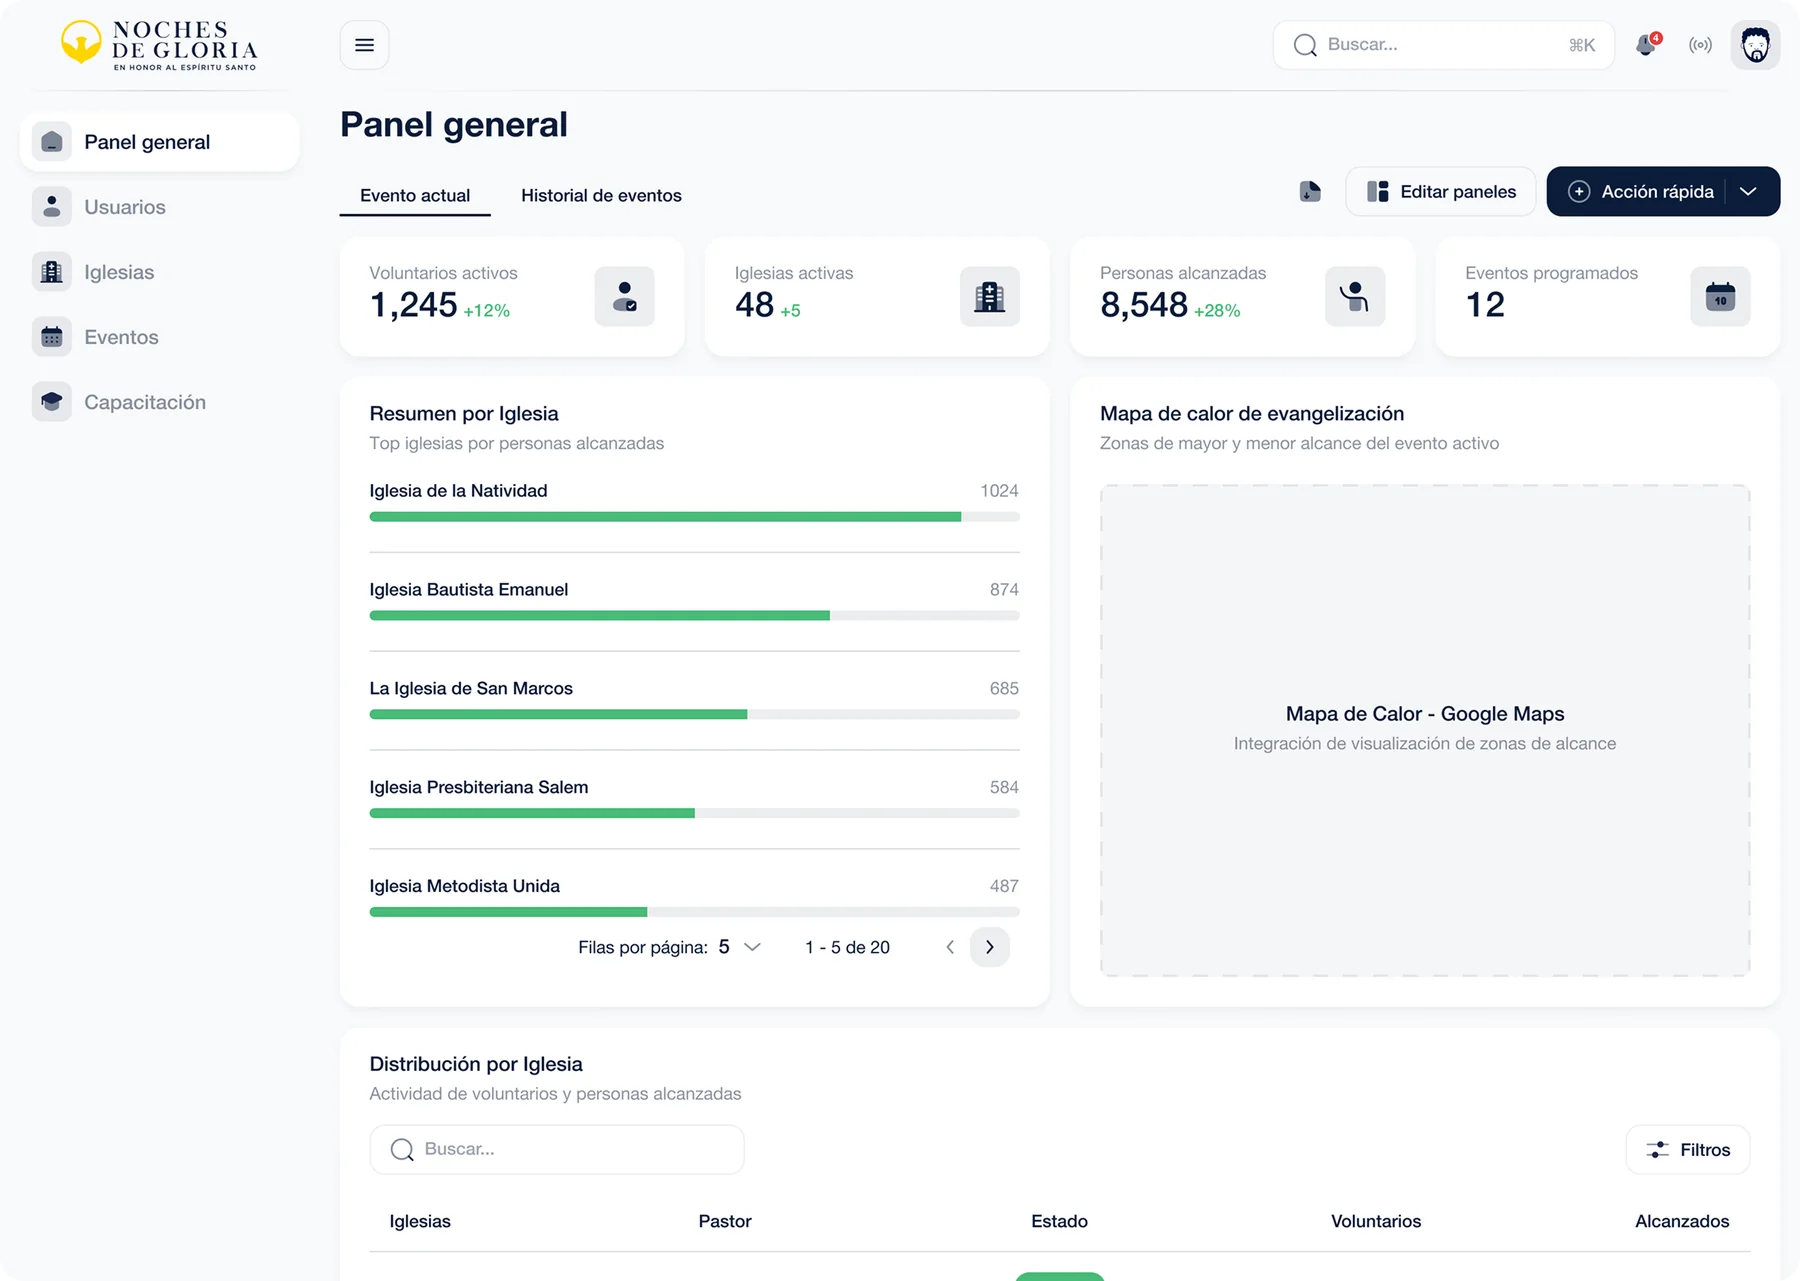 NOCHES
DE GLORIA
EN HONOR AL ESPÍRITU SANTO
Buscar...
⌘K
4
Panel general
Usuarios
Iglesias
Eventos
Capacitación
Panel general
Evento actual
Historial de eventos
Editar paneles
Acción rápida
Voluntarios activos
1,245 +12%
Iglesias activas
48 +5
Personas alcanzadas
8,548 +28%
Eventos programados
12
10
Resumen por Iglesia
Top iglesias por personas alcanzadas
Iglesia de la Natividad 1024
Iglesia Bautista Emanuel 874
La Iglesia de San Marcos 685
Iglesia Presbiteriana Salem 584
Iglesia Metodista Unida 487
Filas por página: 5
1 - 5 de 20
Mapa de calor de evangelización
Zonas de mayor y menor alcance del evento activo
Mapa de Calor - Google Maps
Integración de visualización de zonas de alcance
Distribución por Iglesia
Actividad de voluntarios y personas alcanzadas
Buscar...
Filtros
Iglesias Pastor Estado Voluntarios Alcanzados